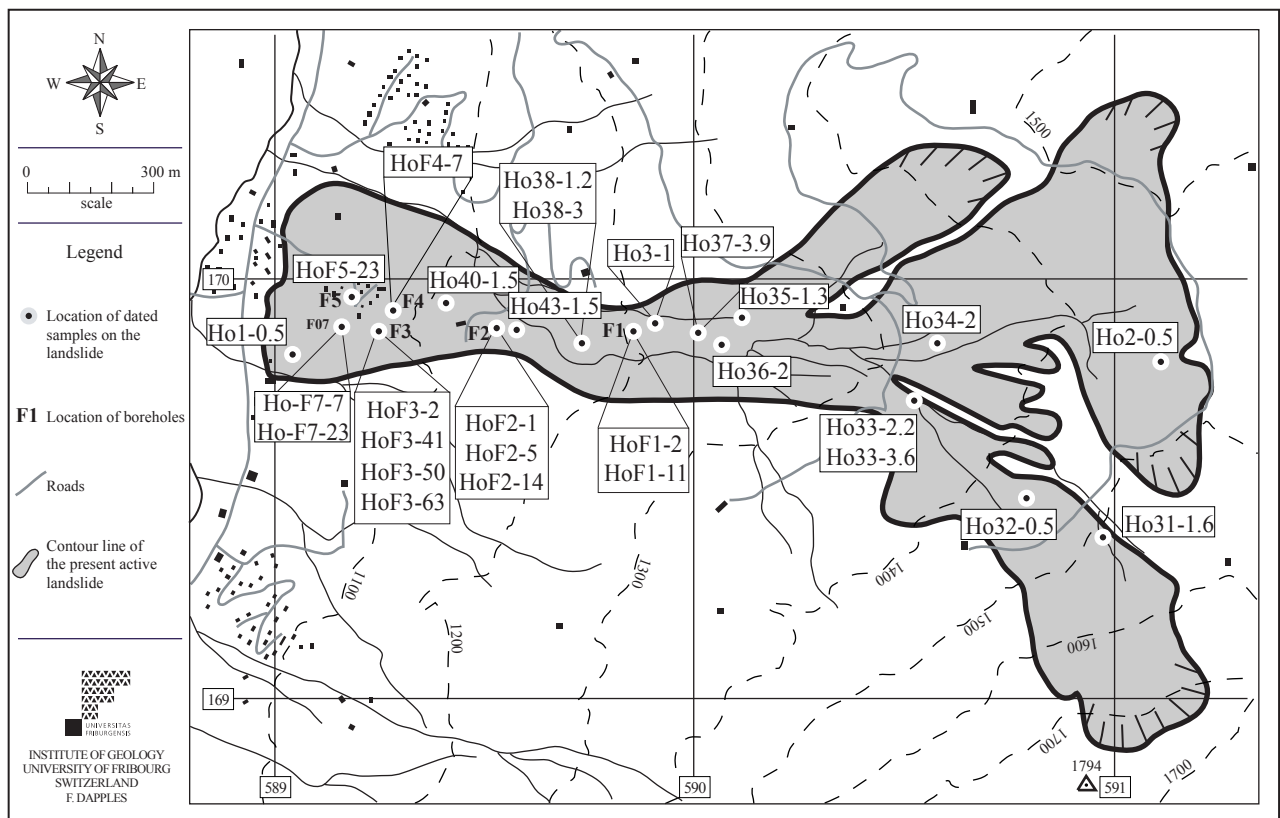 N
W E
S
0 300 m
scale
Legend
Location of dated
samples on the
landslide
F1 Location of boreholes
Roads
Contour line of
the present active
landslide
UNIVERSITAS
FRIBURGENSIS
INSTITUTE OF GEOLOGY
UNIVERSITY OF FRIBOURG
SWITZERLAND
F. DAPPLES
1500
HoF4-7
Ho38-1.2
Ho38-3
Ho3-1
Ho37-3.9
170
HoF5-23
Ho40-1.5
Ho43-1.5
Ho35-1.3
F5
F4
F07
F3
F2
F1
Ho1-0.5
Ho34-2
Ho2-0.5
Ho36-2
Ho-F7-7
Ho-F7-23
HoF3-2
HoF3-41
HoF3-50
HoF3-63
HoF2-1
HoF2-5
HoF2-14
HoF1-2
HoF1-11
Ho33-2.2
Ho33-3.6
Ho32-0.5
Ho31-1.6
1100
1200
1300
1400
1500
1600
169
1700
1794
1700
589
590
591